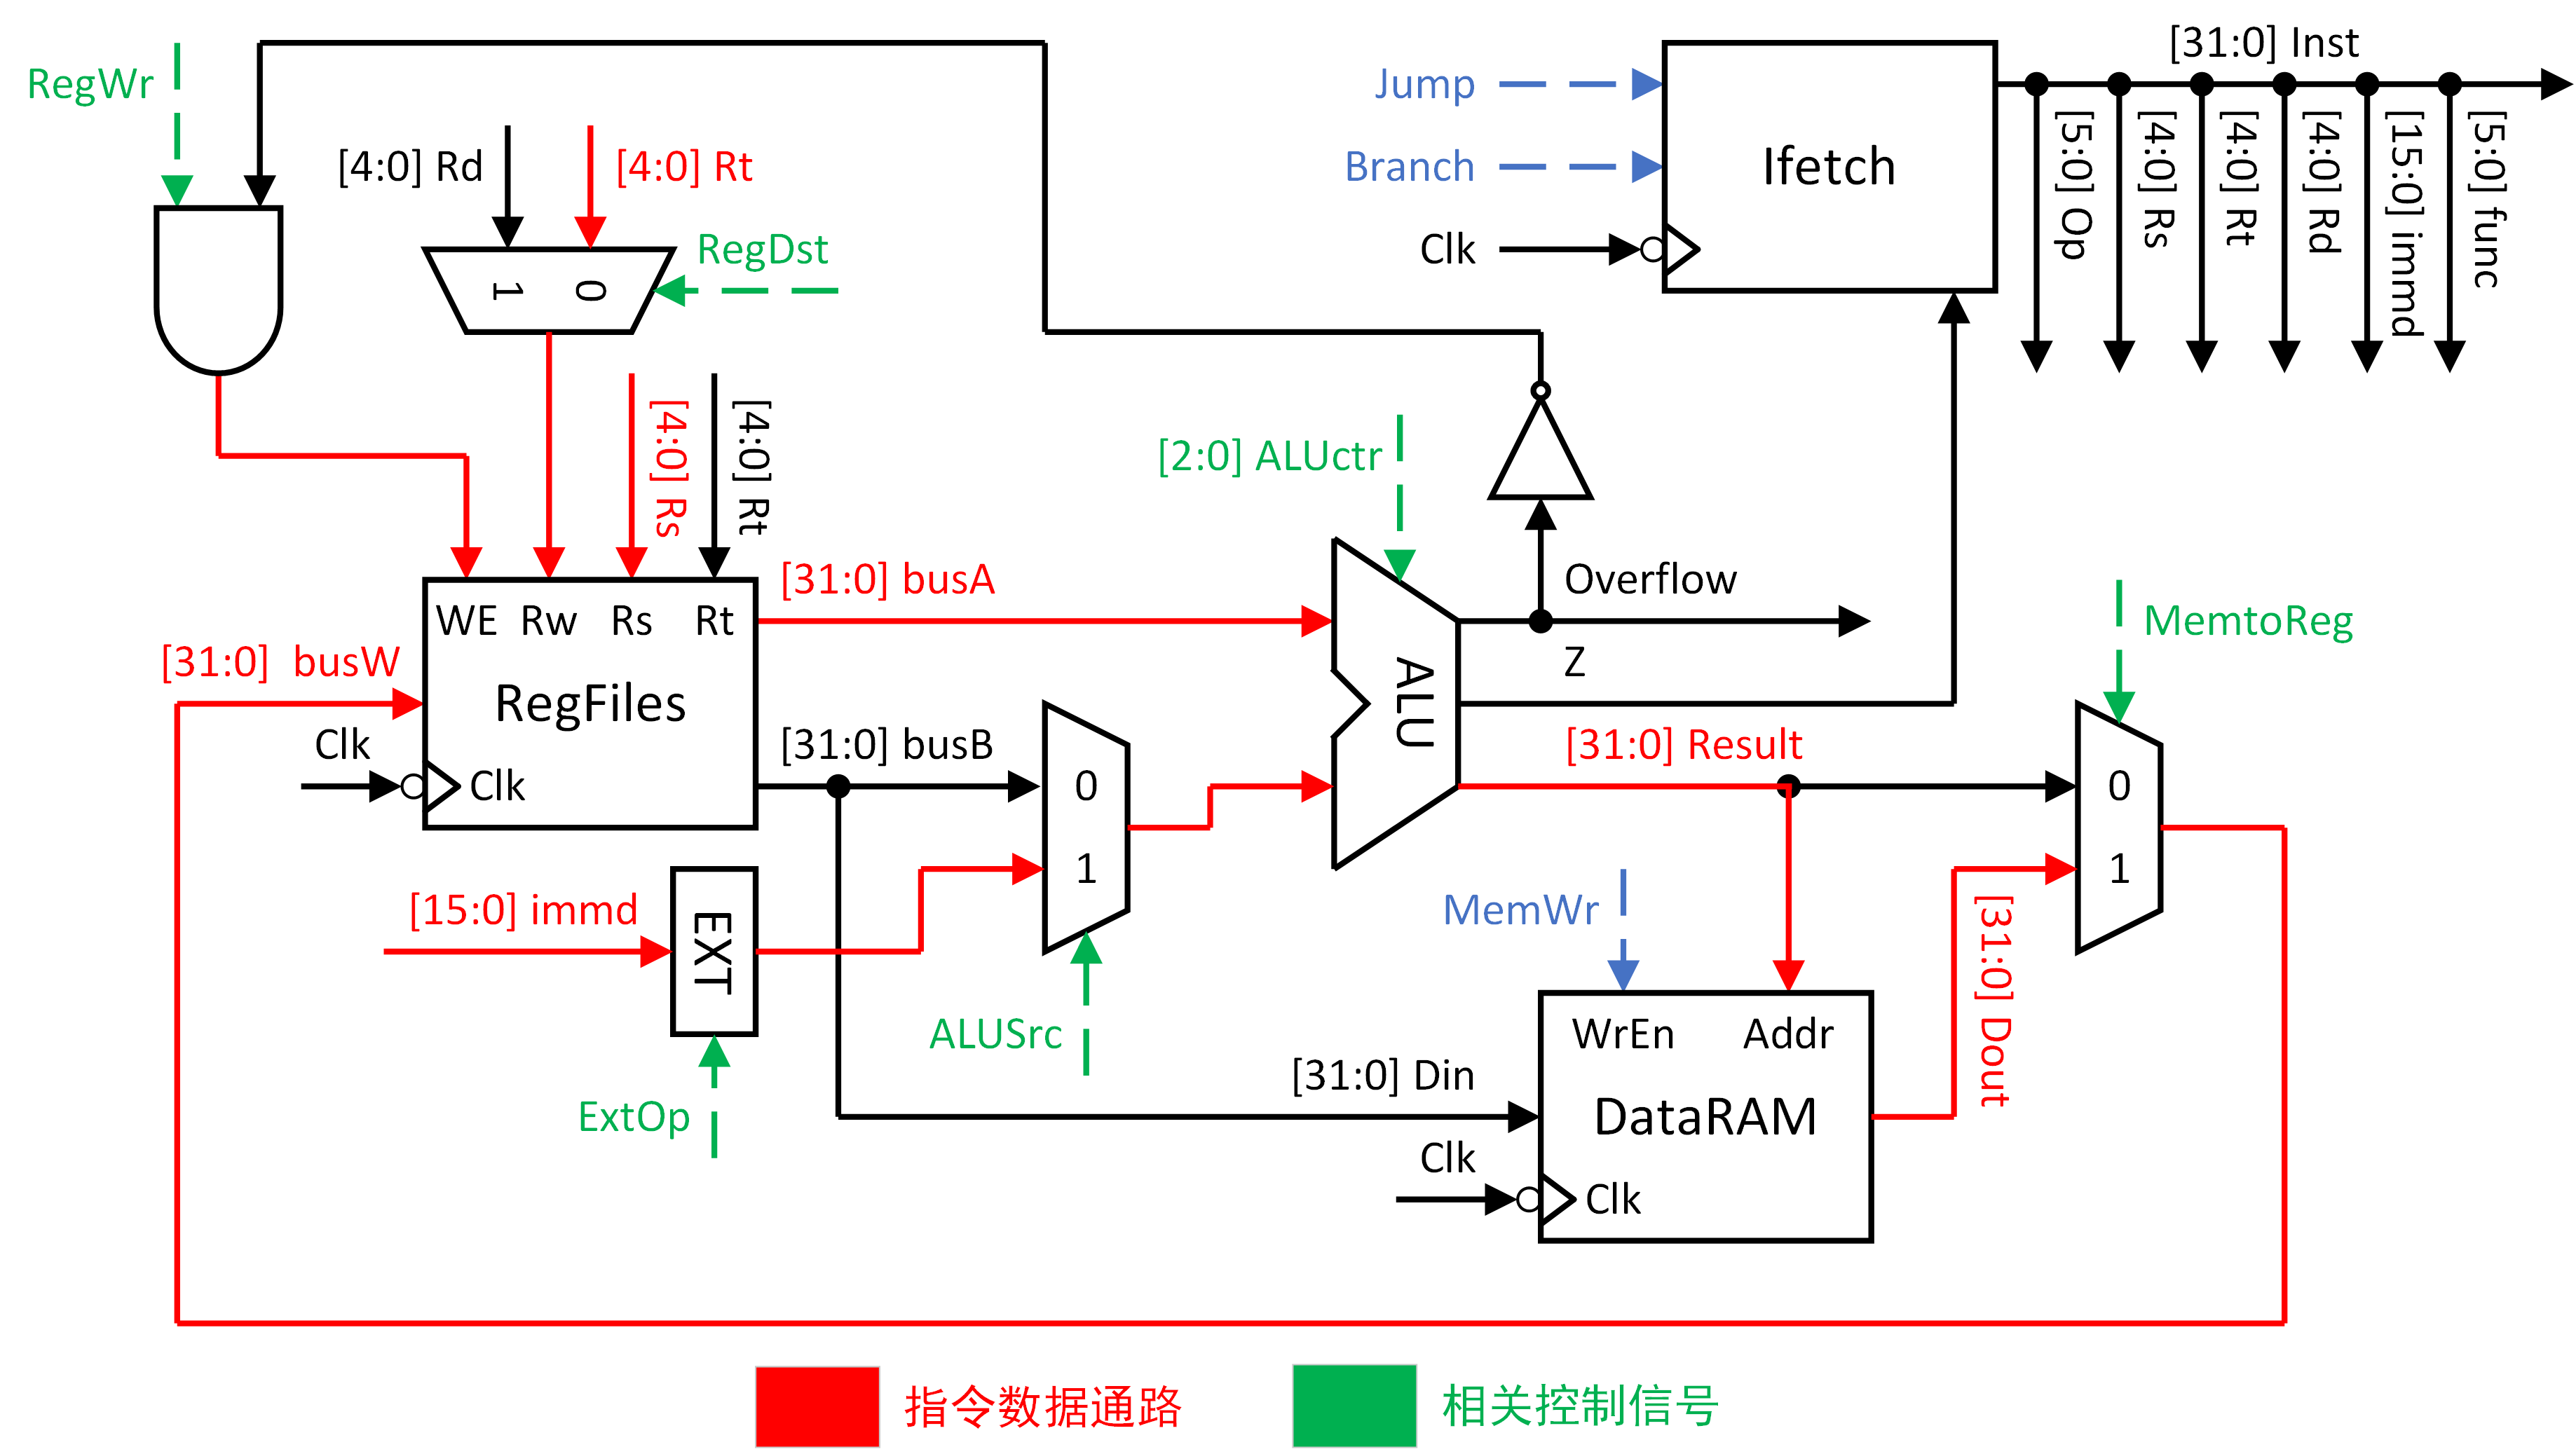 [31:0] Inst
RegWr
Jump
[4:0] Rd
[4:0] Rt
Branch
Ifetch
RegDst
Clk
1
0
[5:0] Op
[4:0] Rs
[4:0] Rt
[4:0] Rd
[15:0] immd
[5:0] func
[4:0] Rs
[4:0] Rt
[2:0] ALUctr
[31:0] busA
Overflow
WE
Rw
Rs
Rt
MemtoReg
[31:0] busW
Z
RegFiles
ALU
Clk
[31:0] busB
[31:0] Result
Clk
0
0
1
1
[15:0] immd
EXT
MemWr
[31:0] Dout
ALUSrc
WrEn
Addr
[31:0] Din
ExtOp
DataRAM
Clk
Clk
指令数据通路
相关控制信号